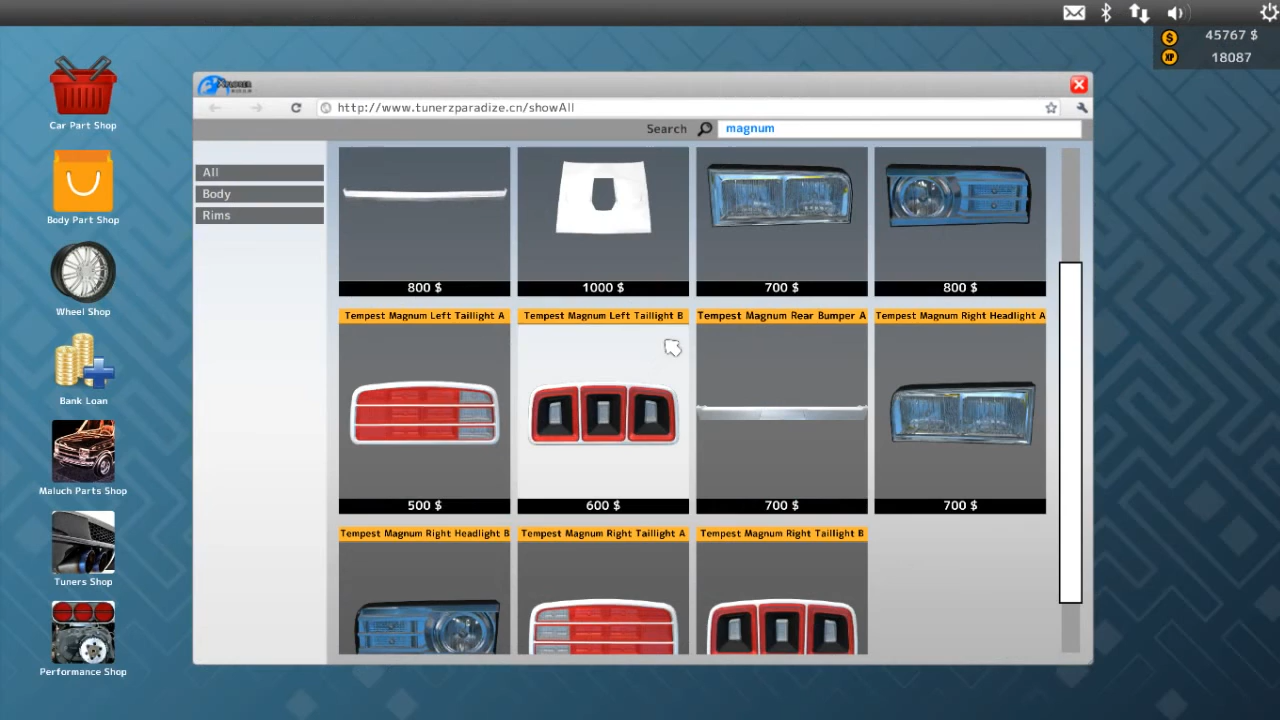 45767 $
XP
18087
Car Part Shop
Body Part Shop
Wheel Shop
Bank Loan
Maluch Parts Shop
Tuners Shop
Performance Shop
http://www.tunerzparadize.cn/showAll
Search
magnum
All
Body
Rims
800 $
1000 $
700 $
800 $
Tempest Magnum Left Taillight A
Tempest Magnum Left Taillight B
Tempest Magnum Rear Bumper A
Tempest Magnum Right Headlight A
500 $
600 $
700 $
700 $
Tempest Magnum Right Headlight B
Tempest Magnum Right Taillight A
Tempest Magnum Right Taillight B